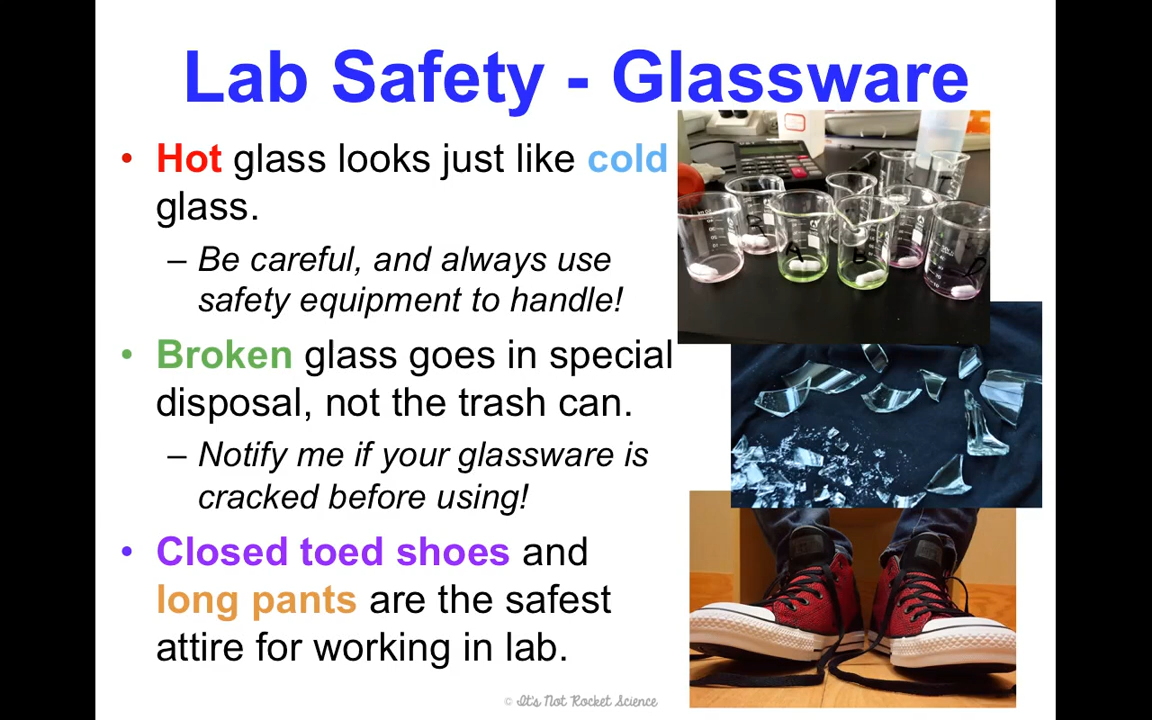 Lab Safety - Glassware
• Hot glass looks just like cold
glass.
– Be careful, and always use
safety equipment to handle!
• Broken glass goes in special
disposal, not the trash can.
– Notify me if your glassware is
cracked before using!
• Closed toed shoes and
long pants are the safest
attire for working in lab.
A
B
D
© It's Not Rocket Science